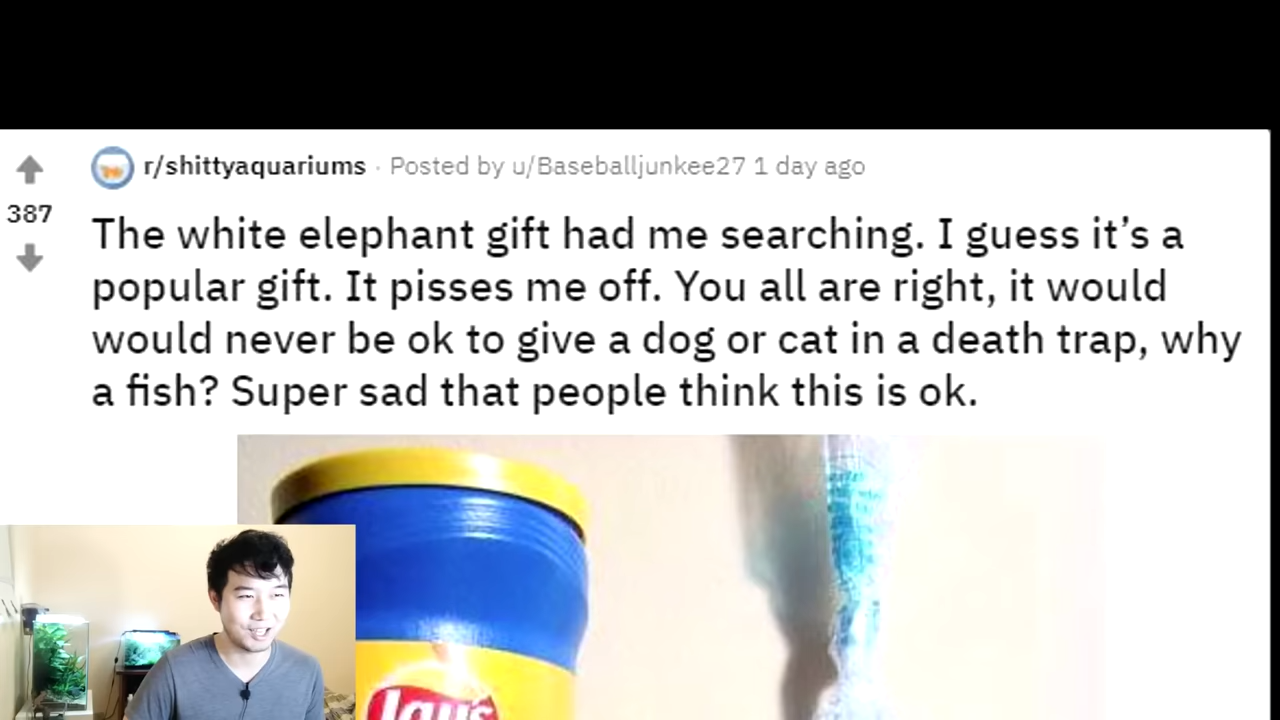 r/shittyaquariums · Posted by u/Baseballjunkee27 1 day ago
387
The white elephant gift had me searching. I guess it’s a
popular gift. It pisses me off. You all are right, it would
would never be ok to give a dog or cat in a death trap, why
a fish? Super sad that people think this is ok.
Lay's